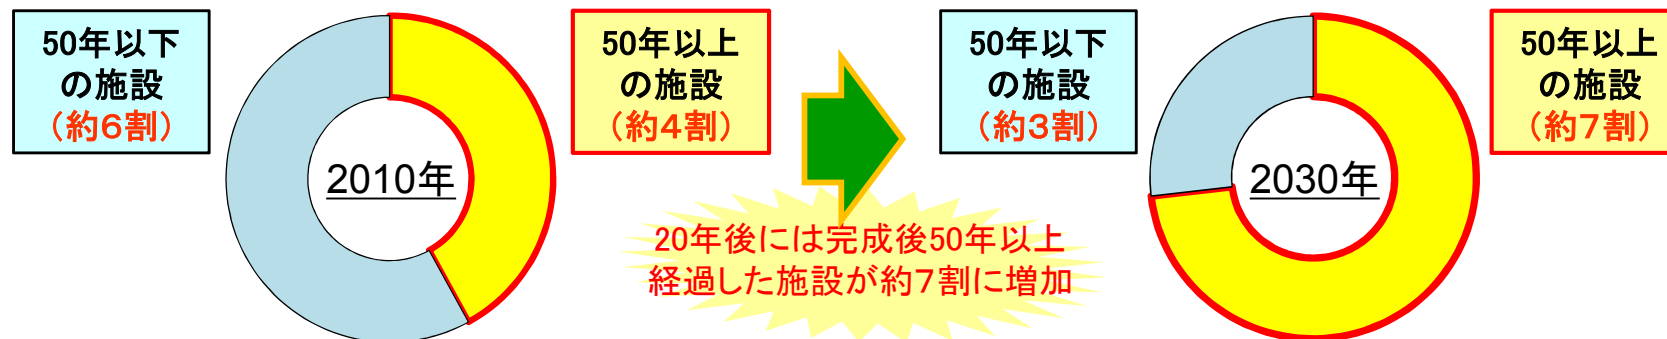 50年以下
の施設
（約６割）
2010年
50年以上
の施設
（約４割）
20年後には完成後50年以上
経過した施設が約７割に増加
50年以下
の施設
（約３割）
2030年
50年以上
の施設
（約７割）